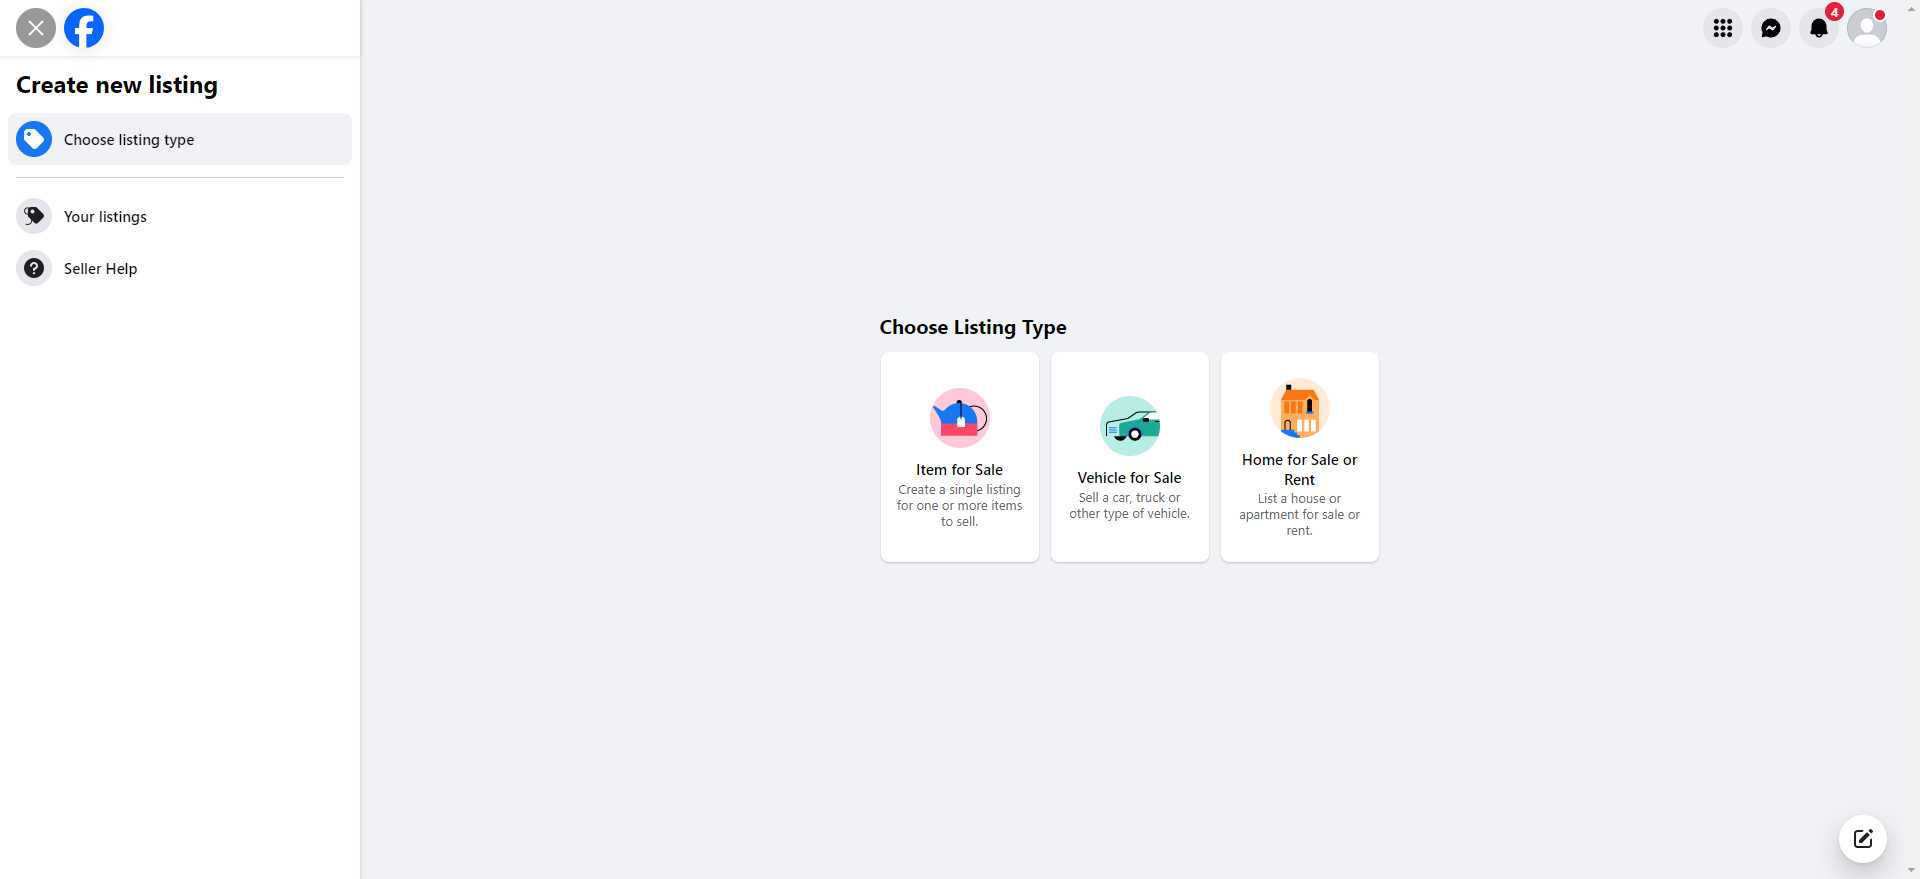 4
Create new listing
Choose listing type
Your listings
Seller Help
Choose Listing Type
Item for Sale
Create a single listing
for one or more items
to sell.
Vehicle for Sale
Sell a car, truck or
other type of vehicle.
Home for Sale or
Rent
List a house or
apartment for sale or
rent.